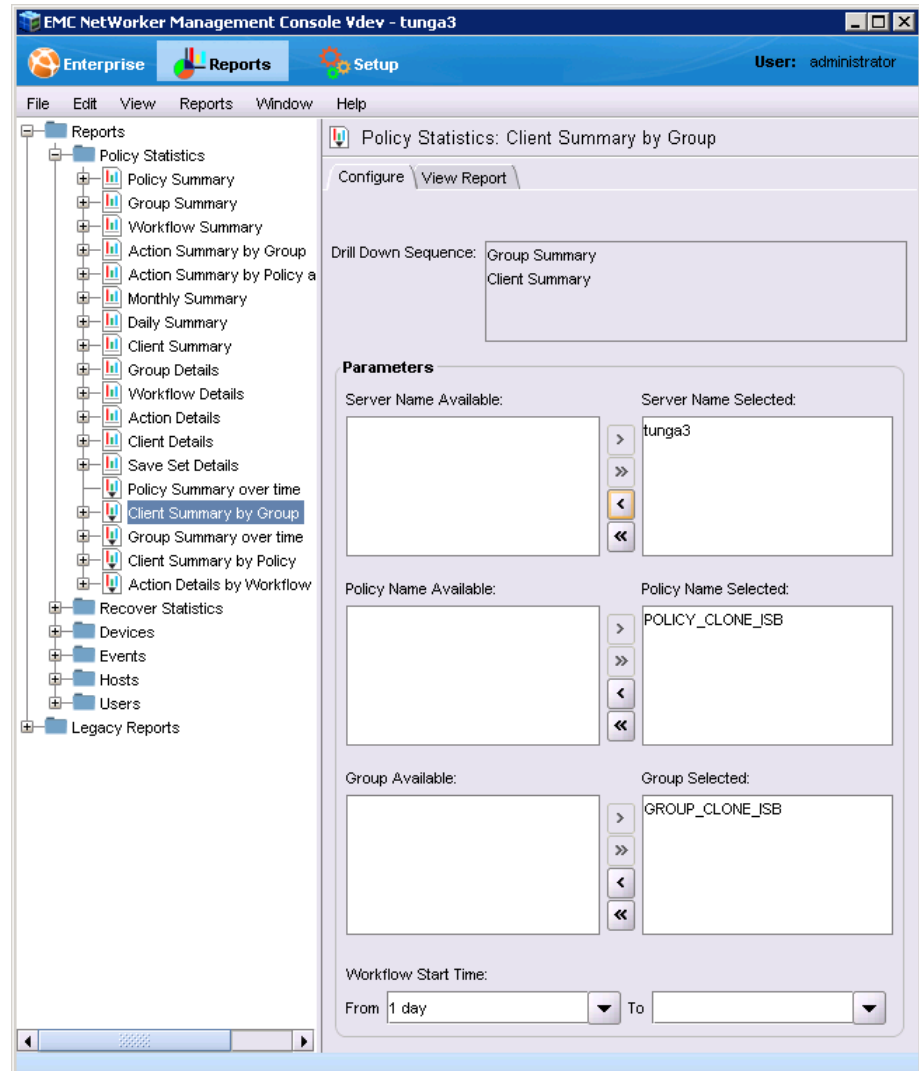 EMC NetWorker Management Console Vdev - tunga3
Enterprise Reports Setup User: administrator
File Edit View Reports Window Help
Reports
Policy Statistics
Policy Summary
Group Summary
Workflow Summary
Action Summary by Group
Action Summary by Policy a
Monthly Summary
Daily Summary
Client Summary
Group Details
Workflow Details
Action Details
Client Details
Save Set Details
Policy Summary over time
Client Summary by Group
Group Summary over time
Client Summary by Policy
Action Details by Workflow
Recover Statistics
Devices
Events
Hosts
Users
Legacy Reports
Policy Statistics: Client Summary by Group
Configure View Report
Drill Down Sequence: Group Summary
Client Summary
Parameters
Server Name Available: Server Name Selected:
tunga3
Policy Name Available: Policy Name Selected:
POLICY_CLONE_ISB
Group Available: Group Selected:
GROUP_CLONE_ISB
Workflow Start Time:
From 1 day To